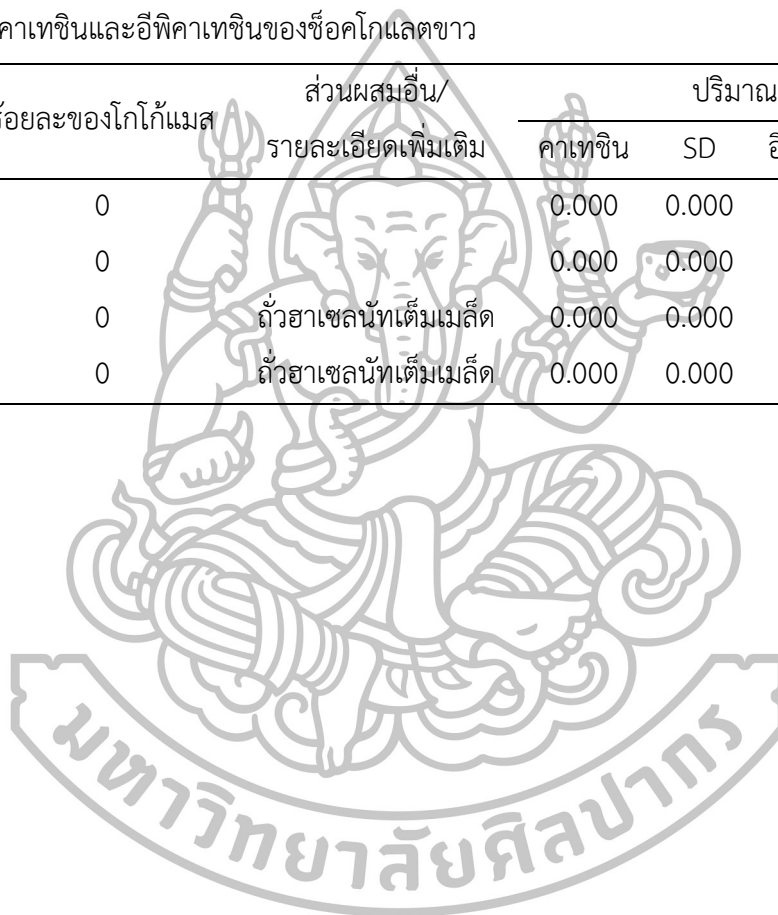 คาเทชินและอีพิคาเทชินของช็อคโกแลตขาว
ร้อยละของโกโก้แมส ส่วนผสมอื่น/ ปริมาณ
รายละเอียดเพิ่มเติม คาเทชิน SD
0 0.000 0.000
0 0.000 0.000
0 ถั่วฮาเซลนัทเต็มเมล็ด 0.000 0.000
0 ถั่วฮาเซลนัทเต็มเมล็ด 0.000 0.000
มหาวิทยาลัยศิลปากร